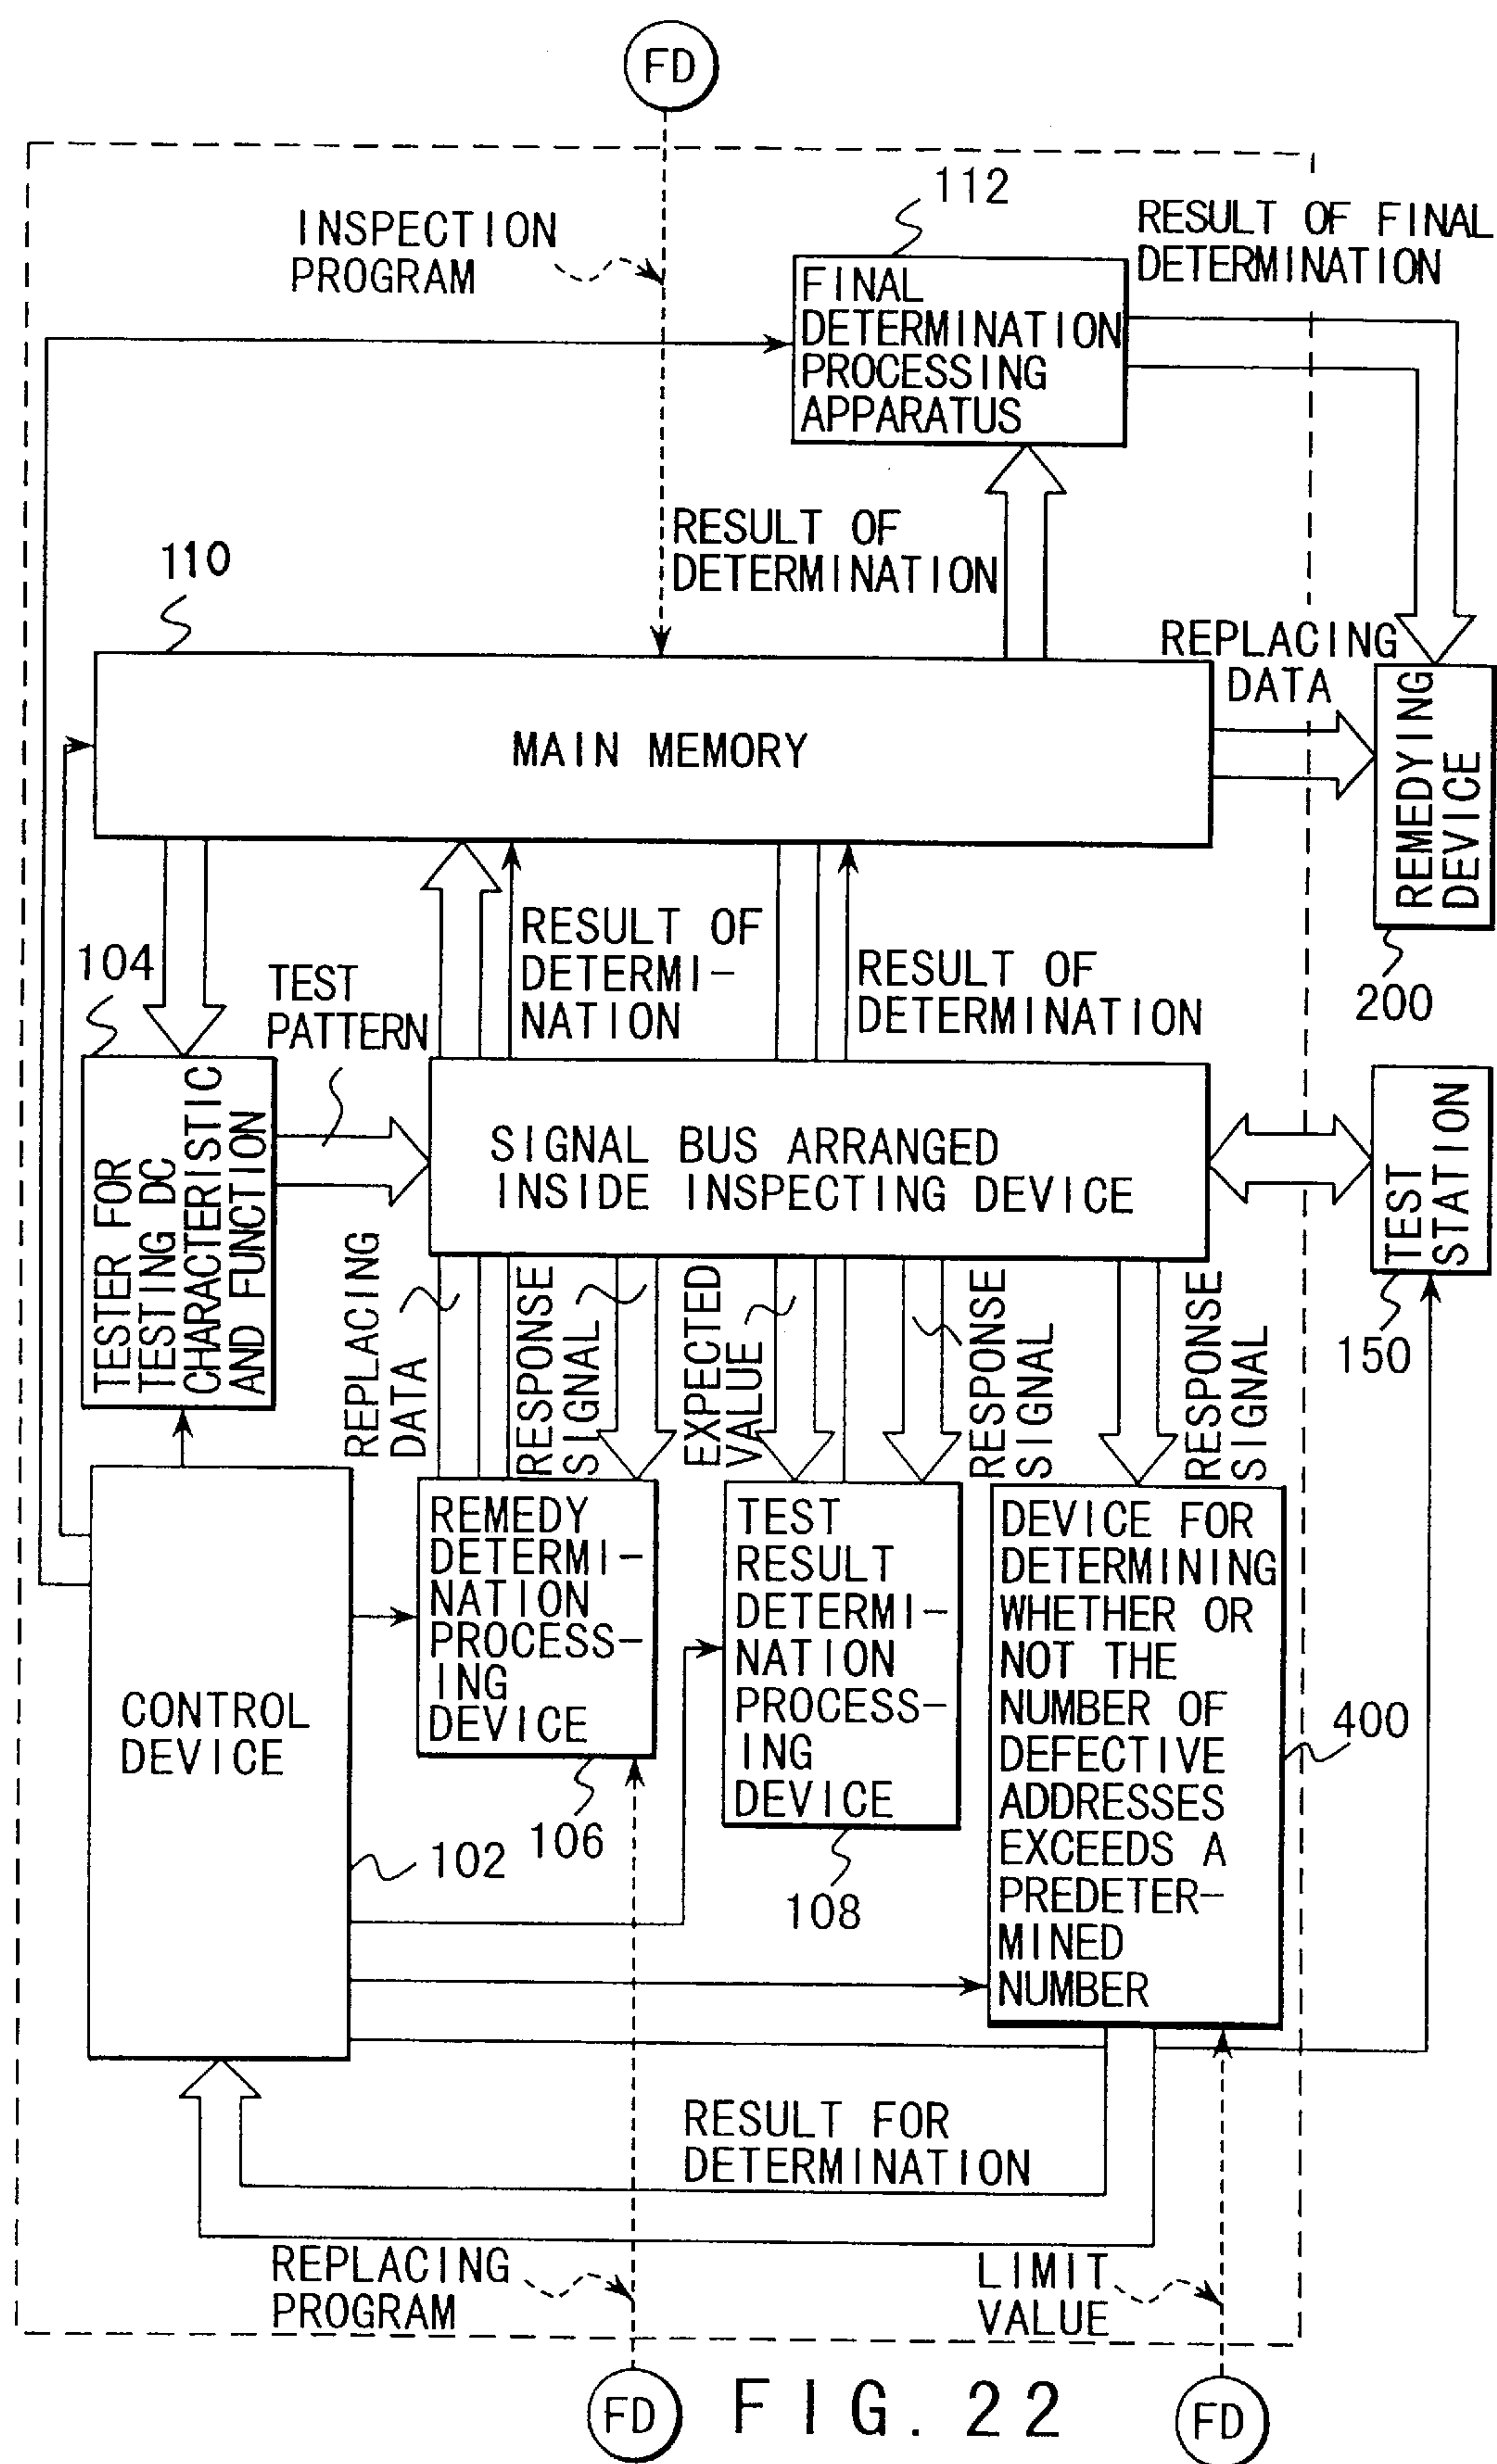 FD
112
INSPECTION
PROGRAM
RESULT OF FINAL
DETERMINATION
FINAL
DETERMINATION
PROCESSING
APPARATUS
RESULT OF
DETERMINATION
110
REPLACING
DATA
MAIN MEMORY
REMEDYING
DEVICE
200
104
TEST
PATTERN
RESULT OF
DETERMI-
NATION
RESULT OF
DETERMINATION
TESTER FOR
TESTING DC
CHARACTERISTIC
AND FUNCTION
SIGNAL BUS ARRANGED
INSIDE INSPECTING DEVICE
TEST
STATION
150
REPLACING
DATA
RESPONSE
SIGNAL
EXPECTED
VALUE
RESPONSE
SIGNAL
RESPONSE
SIGNAL
CONTROL
DEVICE
102
REMEDY
DETERMI-
NATION
PROCESS-
ING
DEVICE
106
TEST
RESULT
DETERMI-
NATION
PROCESS-
ING
DEVICE
108
DEVICE FOR
DETERMINING
WHETHER OR
NOT THE
NUMBER OF
DEFECTIVE
ADDRESSES
EXCEEDS A
PREDETER-
MINED
NUMBER
400
RESULT FOR
DETERMINATION
REPLACING
PROGRAM
LIMIT
VALUE
FD
FIG. 22
FD